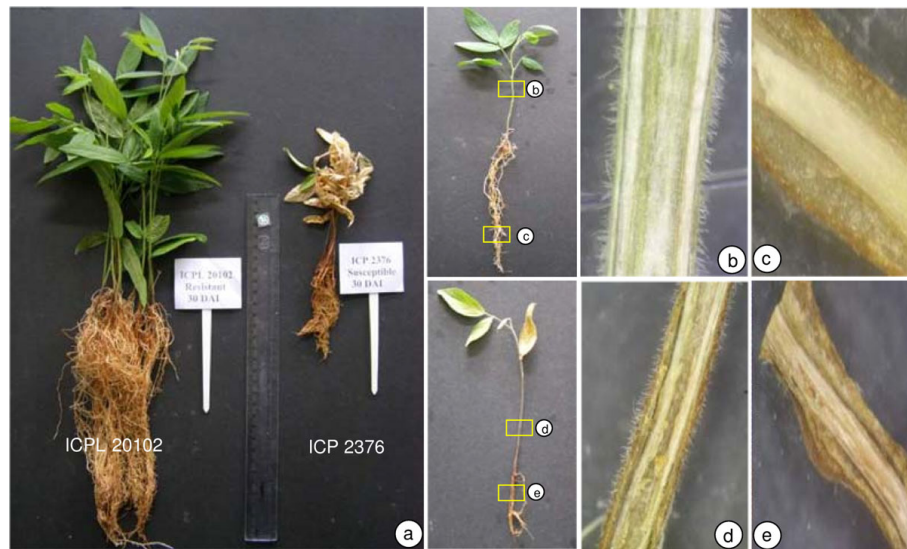 ICPL 20102
Resistant
30 DAI
ICP 2376
Susceptible
30 DAI
ICPL 20102
ICP 2376
a
b
c
b
c
d
e
d
e